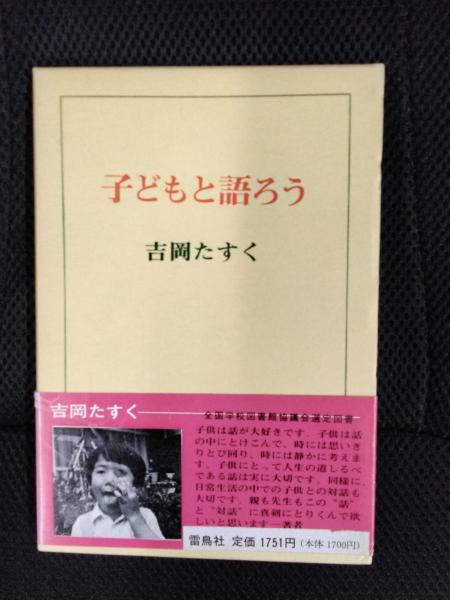 子どもと語ろう
吉岡たすく
吉岡たすく
全国学校図書館協議会選定図書
子供は話が大好きです。子供は話
の中にとけこんで、時には思いき
りとび回り、時には静かに考えま
す。子供にとって人生の道しるべ
である話は実に大切です。同様に、
日常生活の中での子供との対話も
大切です。親も先生もこの“話”
と“対話”に真剣にとりくんで欲
しいと思います──著者
雷鳥社 定価 1751円（本体 1700円）